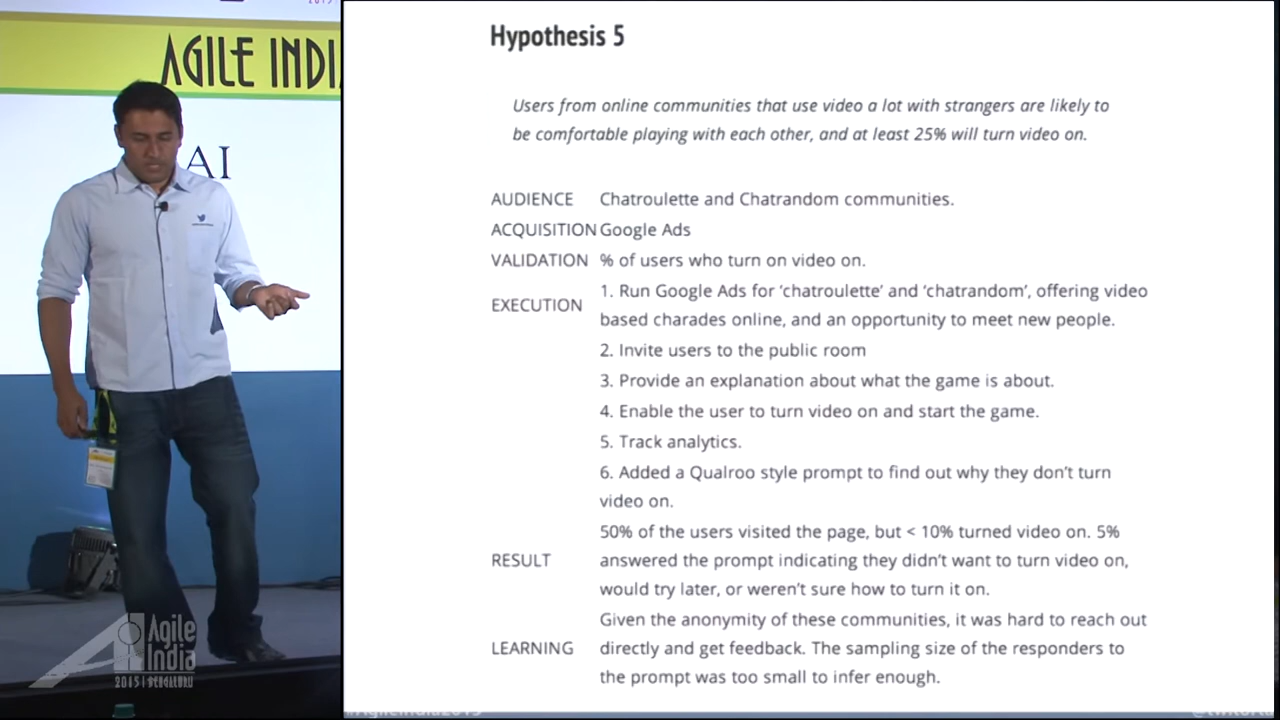 2015
AGILE INDI
AI
Hypothesis 5
Users from online communities that use video a lot with strangers are likely to
be comfortable playing with each other, and at least 25% will turn video on.
AUDIENCE Chatroulette and Chatrandom communities.
ACQUISITION Google Ads
VALIDATION % of users who turn on video on.
EXECUTION 1. Run Google Ads for ‘chatroulette’ and ‘chatrandom’, offering video
based charades online, and an opportunity to meet new people.
2. Invite users to the public room
3. Provide an explanation about what the game is about.
4. Enable the user to turn video on and start the game.
5. Track analytics.
6. Added a Qualroo style prompt to find out why they don’t turn
video on.
RESULT 50% of the users visited the page, but < 10% turned video on. 5%
answered the prompt indicating they didn’t want to turn video on,
would try later, or weren’t sure how to turn it on.
LEARNING Given the anonymity of these communities, it was hard to reach out
directly and get feedback. The sampling size of the responders to
the prompt was too small to infer enough.
Agile
India
2015 | BENGALURU